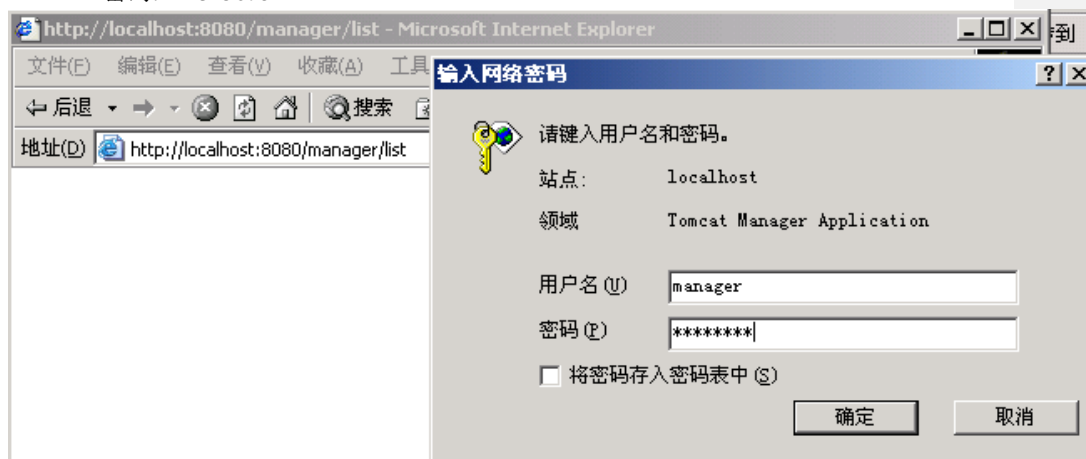 http://localhost:8080/manager/list - Microsoft Internet Explorer
到
文件(F) 编辑(E) 查看(V) 收藏(A) 工具
后退 搜索
地址(D) http://localhost:8080/manager/list
输入网络密码
请键入用户名和密码。
站点: localhost
领域 Tomcat Manager Application
用户名(U) manager
密码(P) ********
将密码存入密码表中(S)
确定 取消